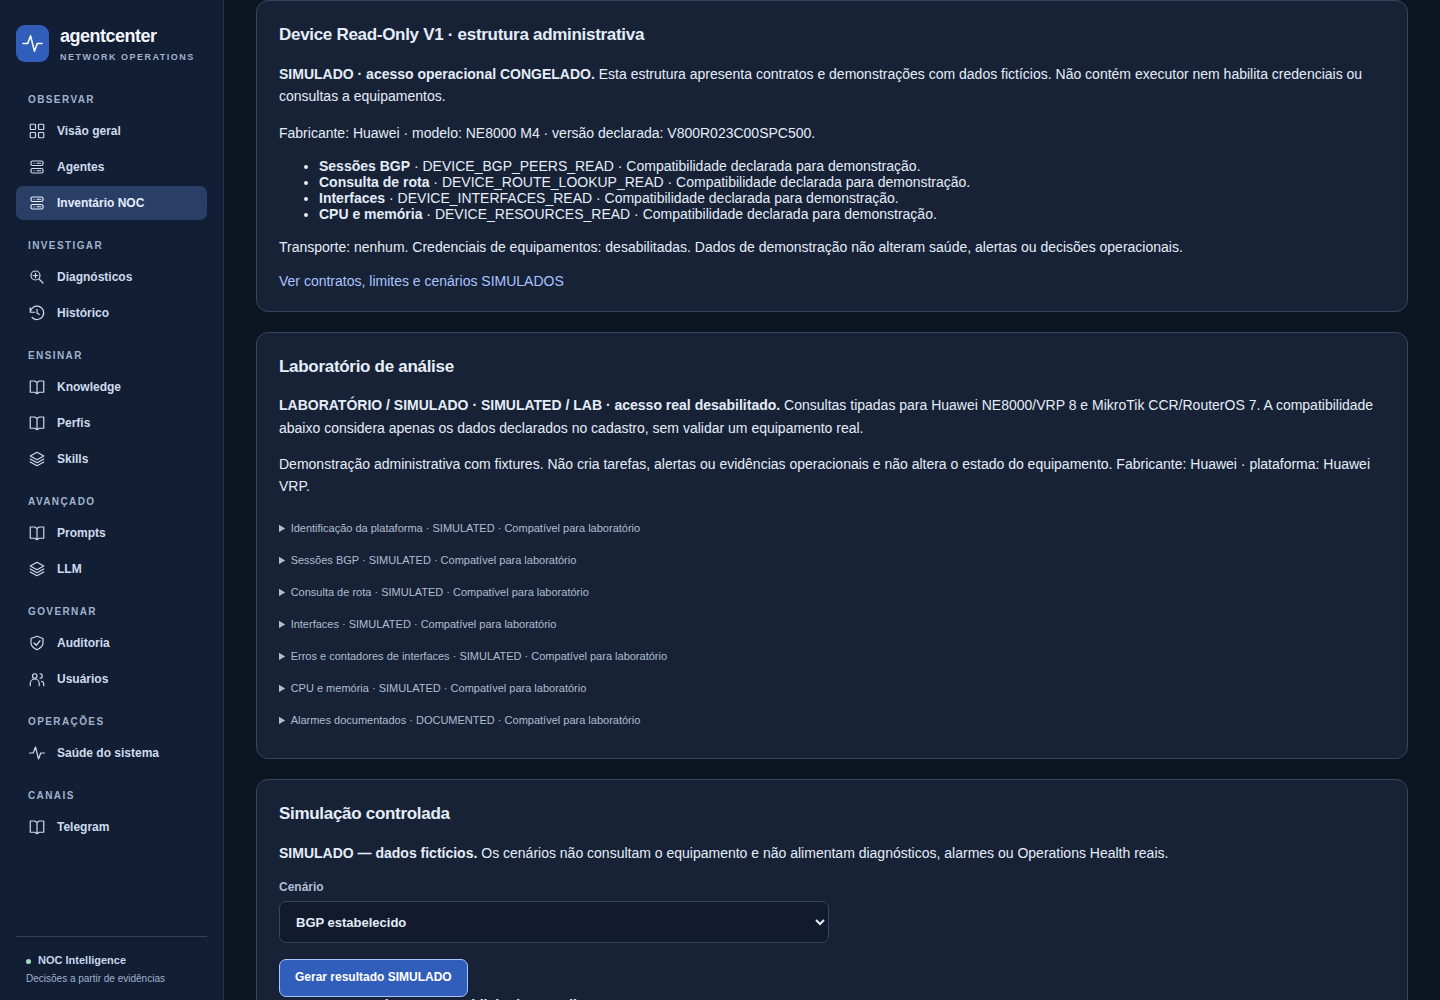 agentcenter
NETWORK OPERATIONS
OBSERVAR
Visão geral
Agentes
Inventário NOC
INVESTIGAR
Diagnósticos
Histórico
ENSINAR
Knowledge
Perfis
Skills
AVANÇADO
Prompts
LLM
GOVERNAR
Auditoria
Usuários
OPERAÇÕES
Saúde do sistema
CANAIS
Telegram
NOC Intelligence
Decisões a partir de evidências
Device Read-Only V1 · estrutura administrativa
SIMULADO · acesso operacional CONGELADO. Esta estrutura apresenta contratos e demonstrações com dados fictícios. Não contém executor nem habilita credenciais ou
consultas a equipamentos.
Fabricante: Huawei · modelo: NE8000 M4 · versão declarada: V800R023C00SPC500.
• Sessões BGP · DEVICE_BGP_PEERS_READ · Compatibilidade declarada para demonstração.
• Consulta de rota · DEVICE_ROUTE_LOOKUP_READ · Compatibilidade declarada para demonstração.
• Interfaces · DEVICE_INTERFACES_READ · Compatibilidade declarada para demonstração.
• CPU e memória · DEVICE_RESOURCES_READ · Compatibilidade declarada para demonstração.
Transporte: nenhum. Credenciais de equipamentos: desabilitadas. Dados de demonstração não alteram saúde, alertas ou decisões operacionais.
Ver contratos, limites e cenários SIMULADOS
Laboratório de análise
LABORATÓRIO / SIMULADO · SIMULATED / LAB · acesso real desabilitado. Consultas tipadas para Huawei NE8000/VRP 8 e MikroTik CCR/RouterOS 7. A compatibilidade
abaixo considera apenas os dados declarados no cadastro, sem validar um equipamento real.
Demonstração administrativa com fixtures. Não cria tarefas, alertas ou evidências operacionais e não altera o estado do equipamento. Fabricante: Huawei · plataforma: Huawei
VRP.
▶ Identificação da plataforma · SIMULATED · Compatível para laboratório
▶ Sessões BGP · SIMULATED · Compatível para laboratório
▶ Consulta de rota · SIMULATED · Compatível para laboratório
▶ Interfaces · SIMULATED · Compatível para laboratório
▶ Erros e contadores de interfaces · SIMULATED · Compatível para laboratório
▶ CPU e memória · SIMULATED · Compatível para laboratório
▶ Alarmes documentados · DOCUMENTED · Compatível para laboratório
Simulação controlada
SIMULADO — dados fictícios. Os cenários não consultam o equipamento e não alimentam diagnósticos, alarmes ou Operations Health reais.
Cenário
BGP estabelecido
Gerar resultado SIMULADO